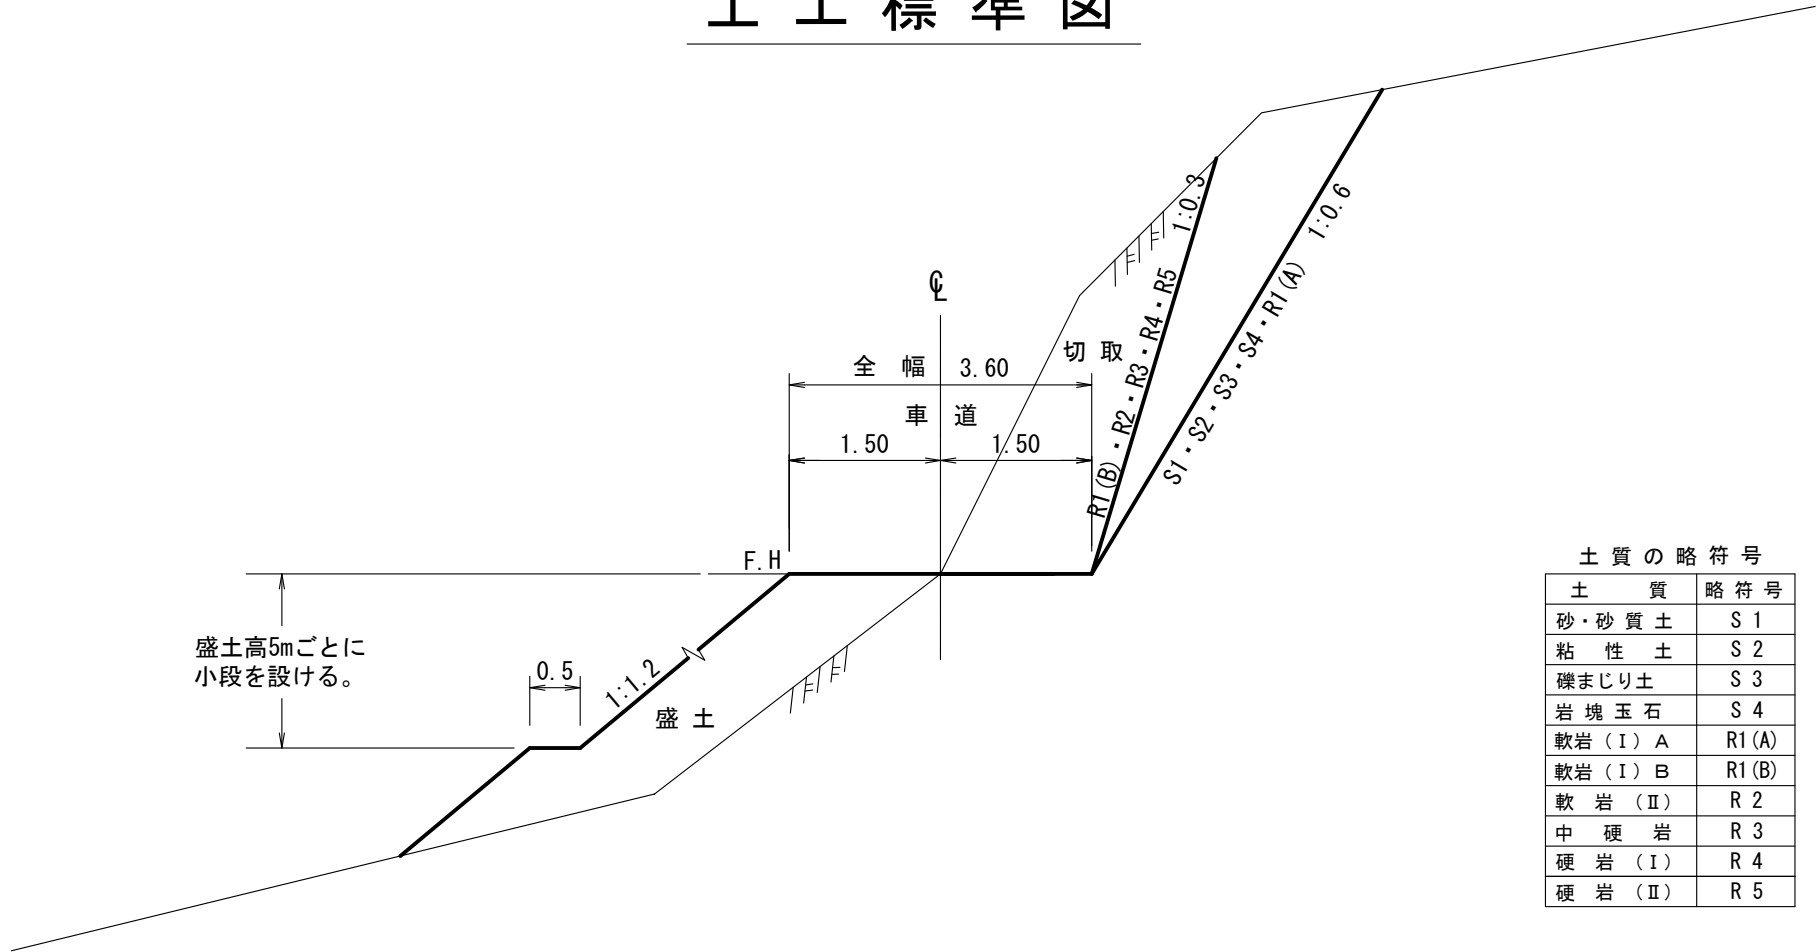 土工標準図
1:0.3
1:0.6
R1(B)・R2・R3・R4・R5
S1・S2・S3・S4・R1(A)
CL
切取
全幅 3.60
車道
1.50 1.50
F.H
盛土高5mごとに
小段を設ける。
0.5
1:1.2
盛土
土質の略符号
土質 略符号
砂・砂質土 S1
粘性土 S2
礫まじり土 S3
岩塊玉石 S4
軟岩(Ⅰ)A R1(A)
軟岩(Ⅰ)B R1(B)
軟岩(Ⅱ) R2
中硬岩 R3
硬岩(Ⅰ) R4
硬岩(Ⅱ) R5